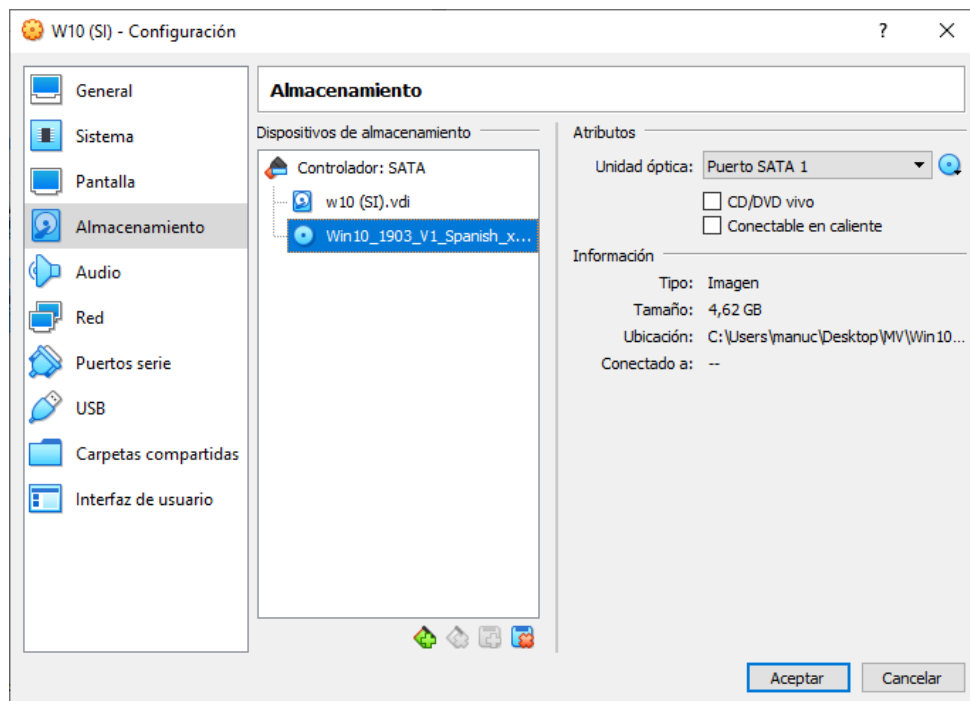 W10 (SI) - Configuración
?
General
Sistema
Pantalla
Almacenamiento
Audio
Red
Puertos serie
USB
Carpetas compartidas
Interfaz de usuario
Almacenamiento
Dispositivos de almacenamiento
Controlador: SATA
w10 (SI).vdi
Win10_1903_V1_Spanish_x...
Atributos
Unidad óptica: Puerto SATA 1
CD/DVD vivo
Conectable en caliente
Información
Tipo: Imagen
Tamaño: 4,62 GB
Ubicación: C:\Users\manuc\Desktop\MV\Win10...
Conectado a: --
Aceptar
Cancelar